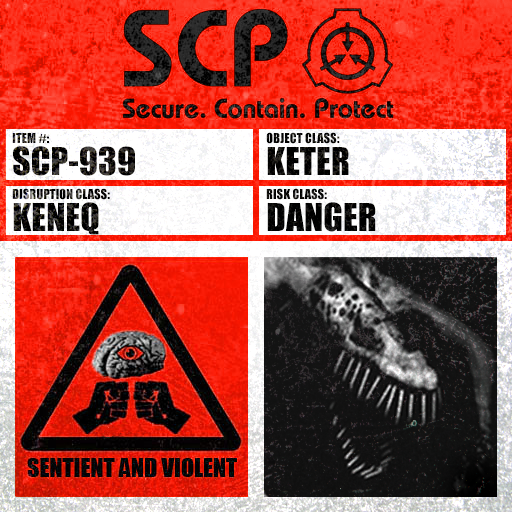 SCP
Secure. Contain. Protect
ITEM #:
SCP-939
OBJECT CLASS:
KETER
DISRUPTION CLASS:
KENEQ
RISK CLASS:
DANGER
SENTIENT AND VIOLENT